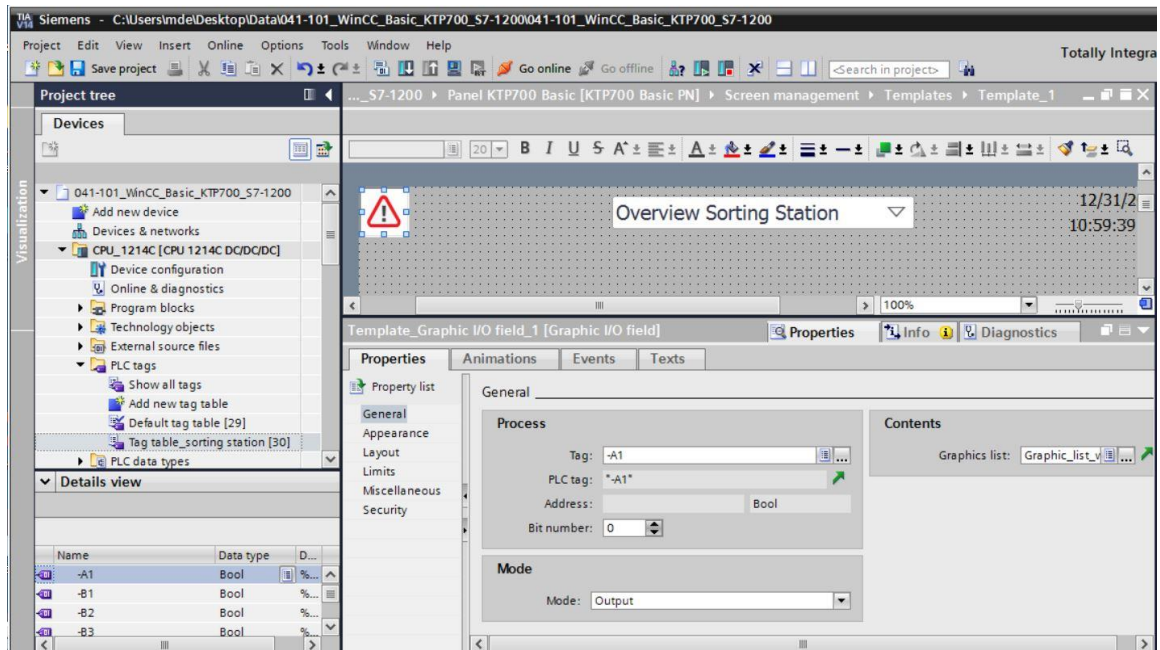 TIA V14 Siemens - C:\Users\mde\Desktop\Data\041-101_WinCC_Basic_KTP700_S7-1200\041-101_WinCC_Basic_KTP700_S7-1200
Project Edit View Insert Online Options Tools Window Help
Totally Integra
Save project Go online Go offline <Search in project>
Project tree
..._S7-1200 Panel KTP700 Basic [KTP700 Basic PN] Screen management Templates Template_1
Devices
20 B I U S A A
Visualization
041-101_WinCC_Basic_KTP700_S7-1200
Add new device
Devices & networks
CPU_1214C [CPU 1214C DC/DC/DC]
Device configuration
Online & diagnostics
Program blocks
Technology objects
External source files
PLC tags
Show all tags
Add new tag table
Default tag table [29]
Tag table_sorting station [30]
PLC data types
Overview Sorting Station
12/31/2
10:59:39
100%
Details view
Name Data type D...
-A1 Bool %...
-B1 Bool %...
-B2 Bool %...
-B3 Bool %...
Template_Graphic I/O field_1 [Graphic I/O field]
Properties Info Diagnostics
Properties Animations Events Texts
Property list
General
Appearance
Layout
Limits
Miscellaneous
Security
General
Process
Tag: -A1
PLC tag: "-A1"
Address: Bool
Bit number: 0
Mode
Mode: Output
Contents
Graphics list: Graphic_list_v